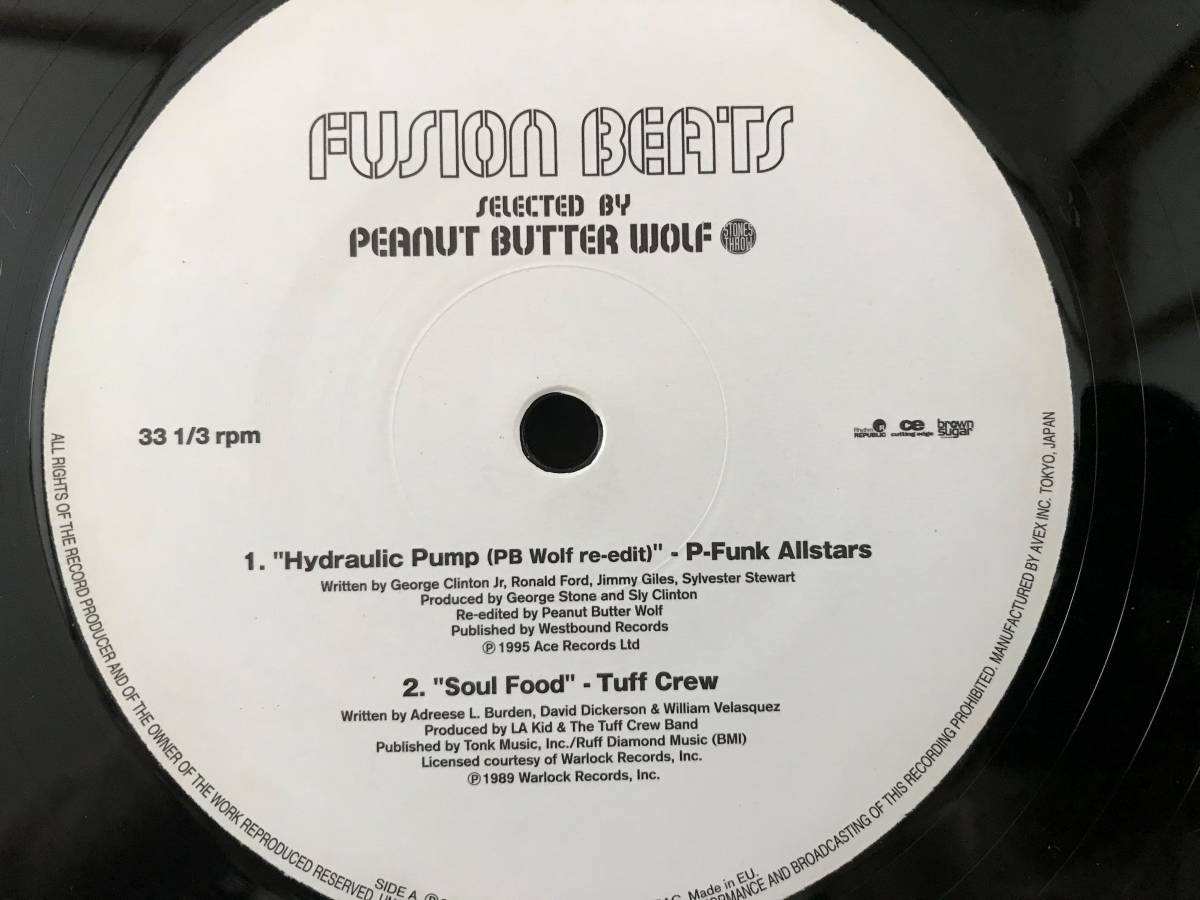 FUSION BEATS
SELECTED BY
PEANUT BUTTER WOLF
STONES
THROW
33 1/3 rpm
Rhythm
REPUBLIC
ce
cutting edge
brown
sugar
1. "Hydraulic Pump (PB Wolf re-edit)" - P-Funk Allstars
Written by George Clinton Jr, Ronald Ford, Jimmy Giles, Sylvester Stewart
Produced by George Stone and Sly Clinton
Re-edited by Peanut Butter Wolf
Published by Westbound Records
Ⓟ 1995 Ace Records Ltd
2. "Soul Food" - Tuff Crew
Written by Adreese L. Burden, David Dickerson & William Velasquez
Produced by LA Kid & The Tuff Crew Band
Published by Tonk Music, Inc./Ruff Diamond Music (BMI)
Licensed courtesy of Warlock Records, Inc.
Ⓟ 1989 Warlock Records, Inc.
SIDE A
Made in EU.
ALL RIGHTS OF THE RECORD PRODUCER AND OF THE OWNER OF THE WORK REPRODUCED RESERVED.
PERFORMANCE AND BROADCASTING OF THIS RECORDING PROHIBITED. MANUFACTURED BY AVEX INC. TOKYO, JAPAN